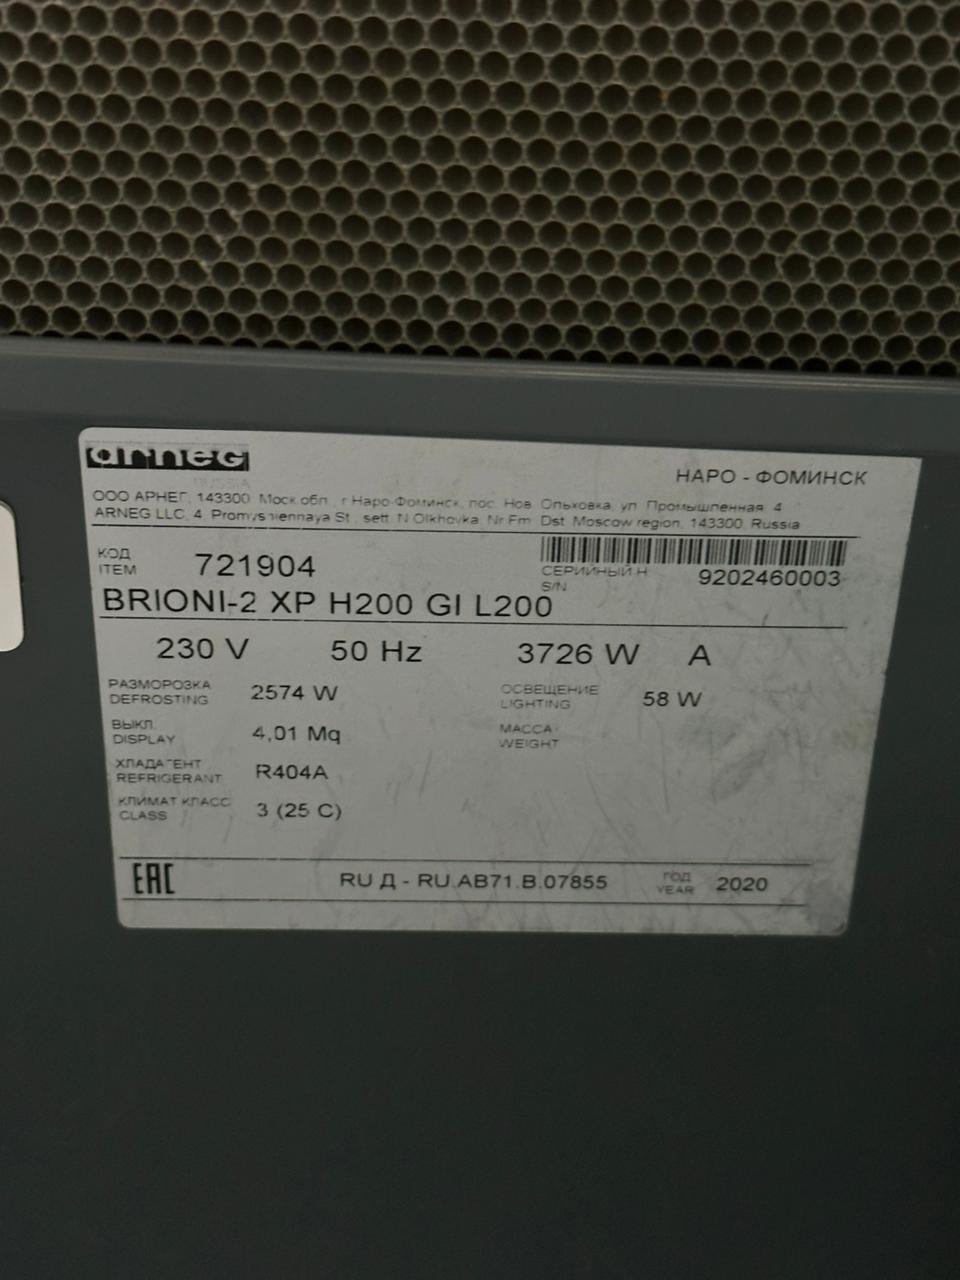 arneg
RUSSIA
НАРО - ФОМИНСК
ООО АРНЕГ, 143300 Моск обл., г Наро-Фоминск, пос. Нов. Ольховка, ул. Промышленная 4
ARNEG LLC, 4, Promyshlennaya St., sett. N.Olkhovka, Nr.Fm. Dst. Moscow region, 143300, Russia
КОД
ITEM
721904
СЕРИЙНЫЙ Н
S/N
9202460003
BRIONI-2 XP H200 GI L200
230 V 50 Hz 3726 W A
РАЗМОРОЗКА
DEFROSTING
2574 W
ОСВЕЩЕНИЕ
LIGHTING
58 W
ВЫКЛ.
DISPLAY
4,01 Mq
МАССА
WEIGHT
ХЛАДАГЕНТ
REFRIGERANT
R404A
КЛИМАТ КЛАСС
CLASS
3 (25 C)
EAC
RU Д - RU.АВ71.В.07855
ГОД
YEAR
2020